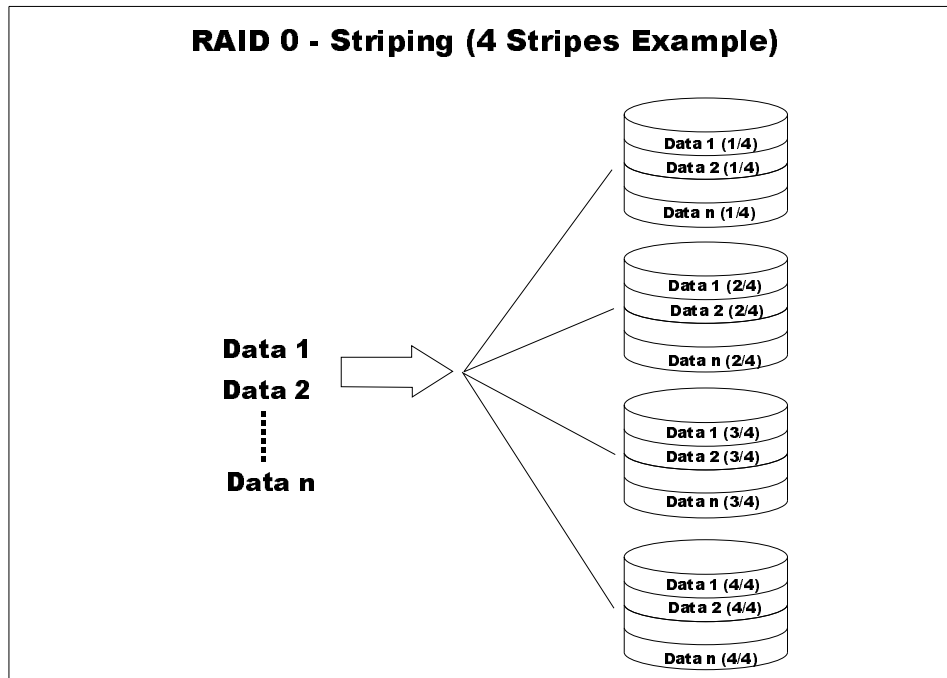 RAID 0 - Striping (4 Stripes Example)
Data 1
Data 2
Data n
Data 1 (1/4)
Data 2 (1/4)
Data n (1/4)
Data 1 (2/4)
Data 2 (2/4)
Data n (2/4)
Data 1 (3/4)
Data 2 (3/4)
Data n (3/4)
Data 1 (4/4)
Data 2 (4/4)
Data n (4/4)